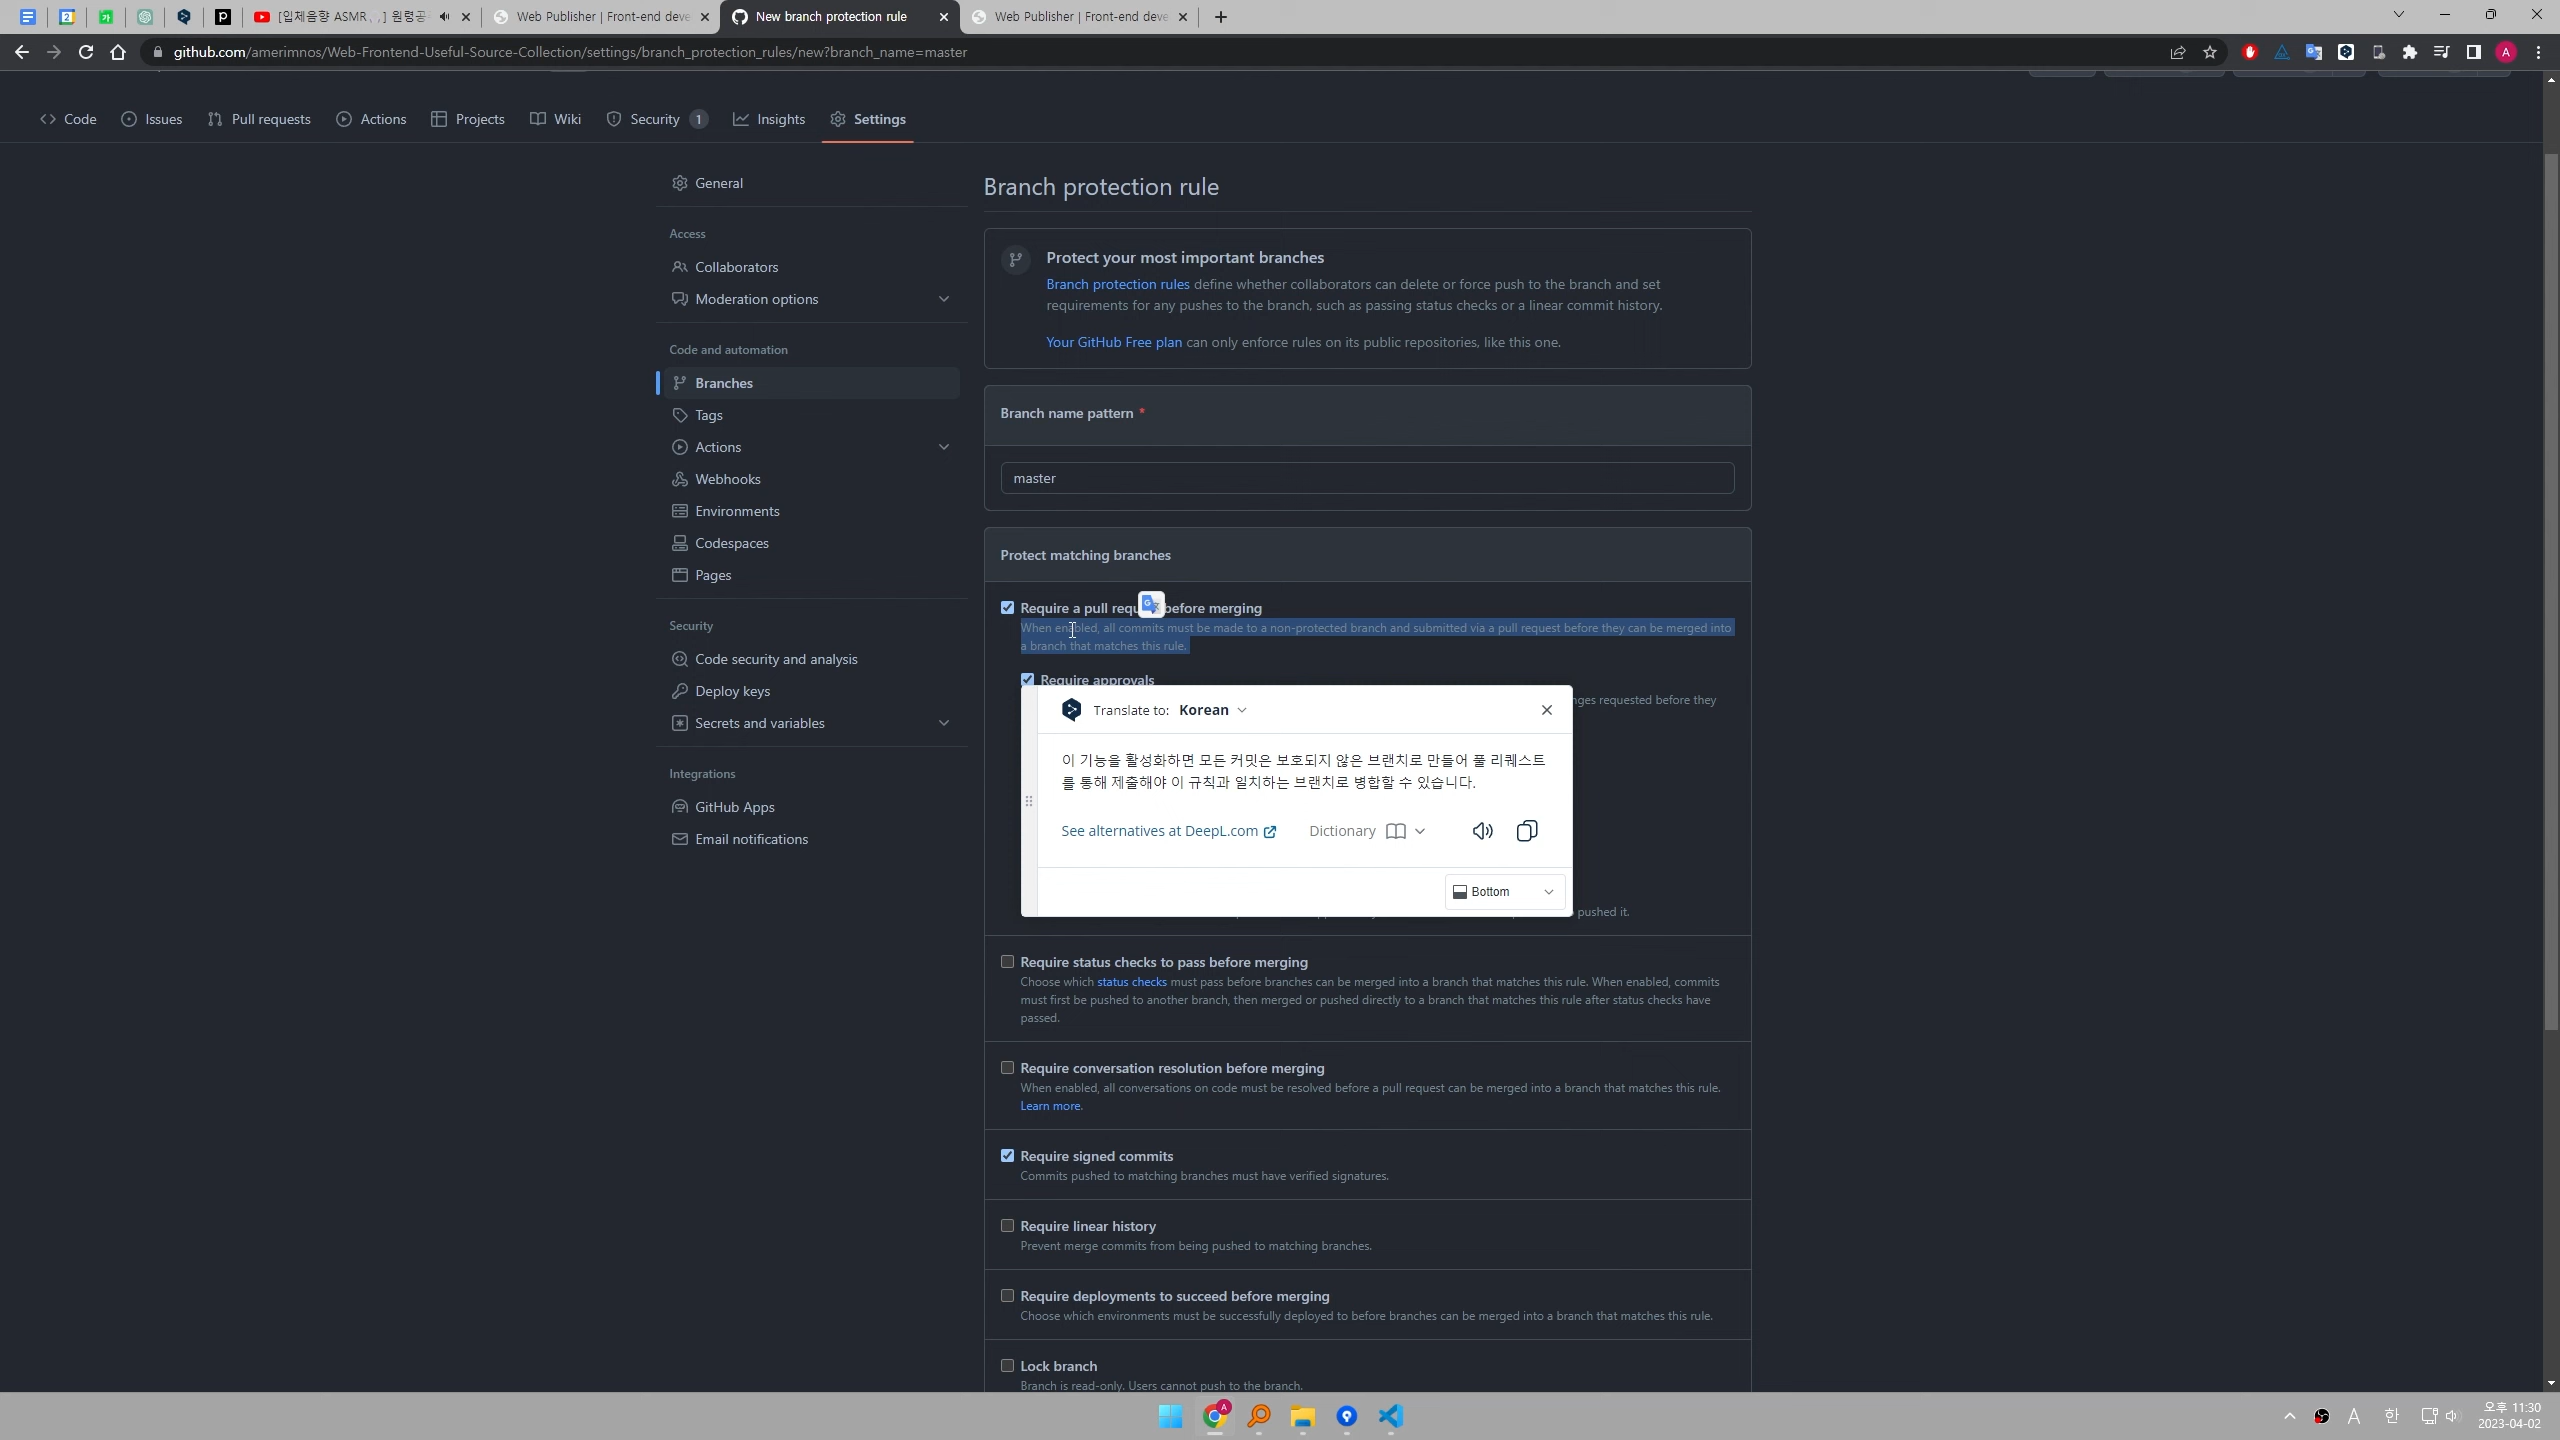 [입체음향 ASMR
원령공
Web Publisher | Front-end deve
New branch protection rule
Web Publisher | Front-end deve
github.com/amerimnos/Web-Frontend-Useful-Source-Collection/settings/branch_protection_rules/new?branch_name=master
A
Code
Issues
Pull requests
Actions
Projects
Wiki
Security 1
Insights
Settings
General
Access
Collaborators
Moderation options
Code and automation
Branches
Tags
Actions
Webhooks
Environments
Codespaces
Pages
Security
Code security and analysis
Deploy keys
Secrets and variables
Integrations
GitHub Apps
Email notifications
Branch protection rule
Protect your most important branches
Branch protection rules define whether collaborators can delete or force push to the branch and set
requirements for any pushes to the branch, such as passing status checks or a linear commit history.
Your GitHub Free plan can only enforce rules on its public repositories, like this one.
Branch name pattern *
master
Protect matching branches
Require a pull before merging
When enabled, all commits must be made to a non-protected branch and submitted via a pull request before they can be merged into
a branch that matches this rule.
Require approvals
requested before they
Translate to: Korean
이 기능을 활성화하면 모든 커밋은 보호되지 않은 브랜치로 만들어 풀 리퀘스트
를 통해 제출해야 이 규칙과 일치하는 브랜치로 병합할 수 있습니다.
See alternatives at DeepL.com
Dictionary
Bottom
pushed it.
Require status checks to pass before merging
Choose which status checks must pass before branches can be merged into a branch that matches this rule. When enabled, commits
must first be pushed to another branch, then merged or pushed directly to a branch that matches this rule after status checks have
passed.
Require conversation resolution before merging
When enabled, all conversations on code must be resolved before a pull request can be merged into a branch that matches this rule.
Learn more.
Require signed commits
Commits pushed to matching branches must have verified signatures.
Require linear history
Prevent merge commits from being pushed to matching branches.
Require deployments to succeed before merging
Choose which environments must be successfully deployed to before branches can be merged into a branch that matches this rule.
Lock branch
Branch is read-only. Users cannot push to the branch.
A
한
오후 11:30
2023-04-02